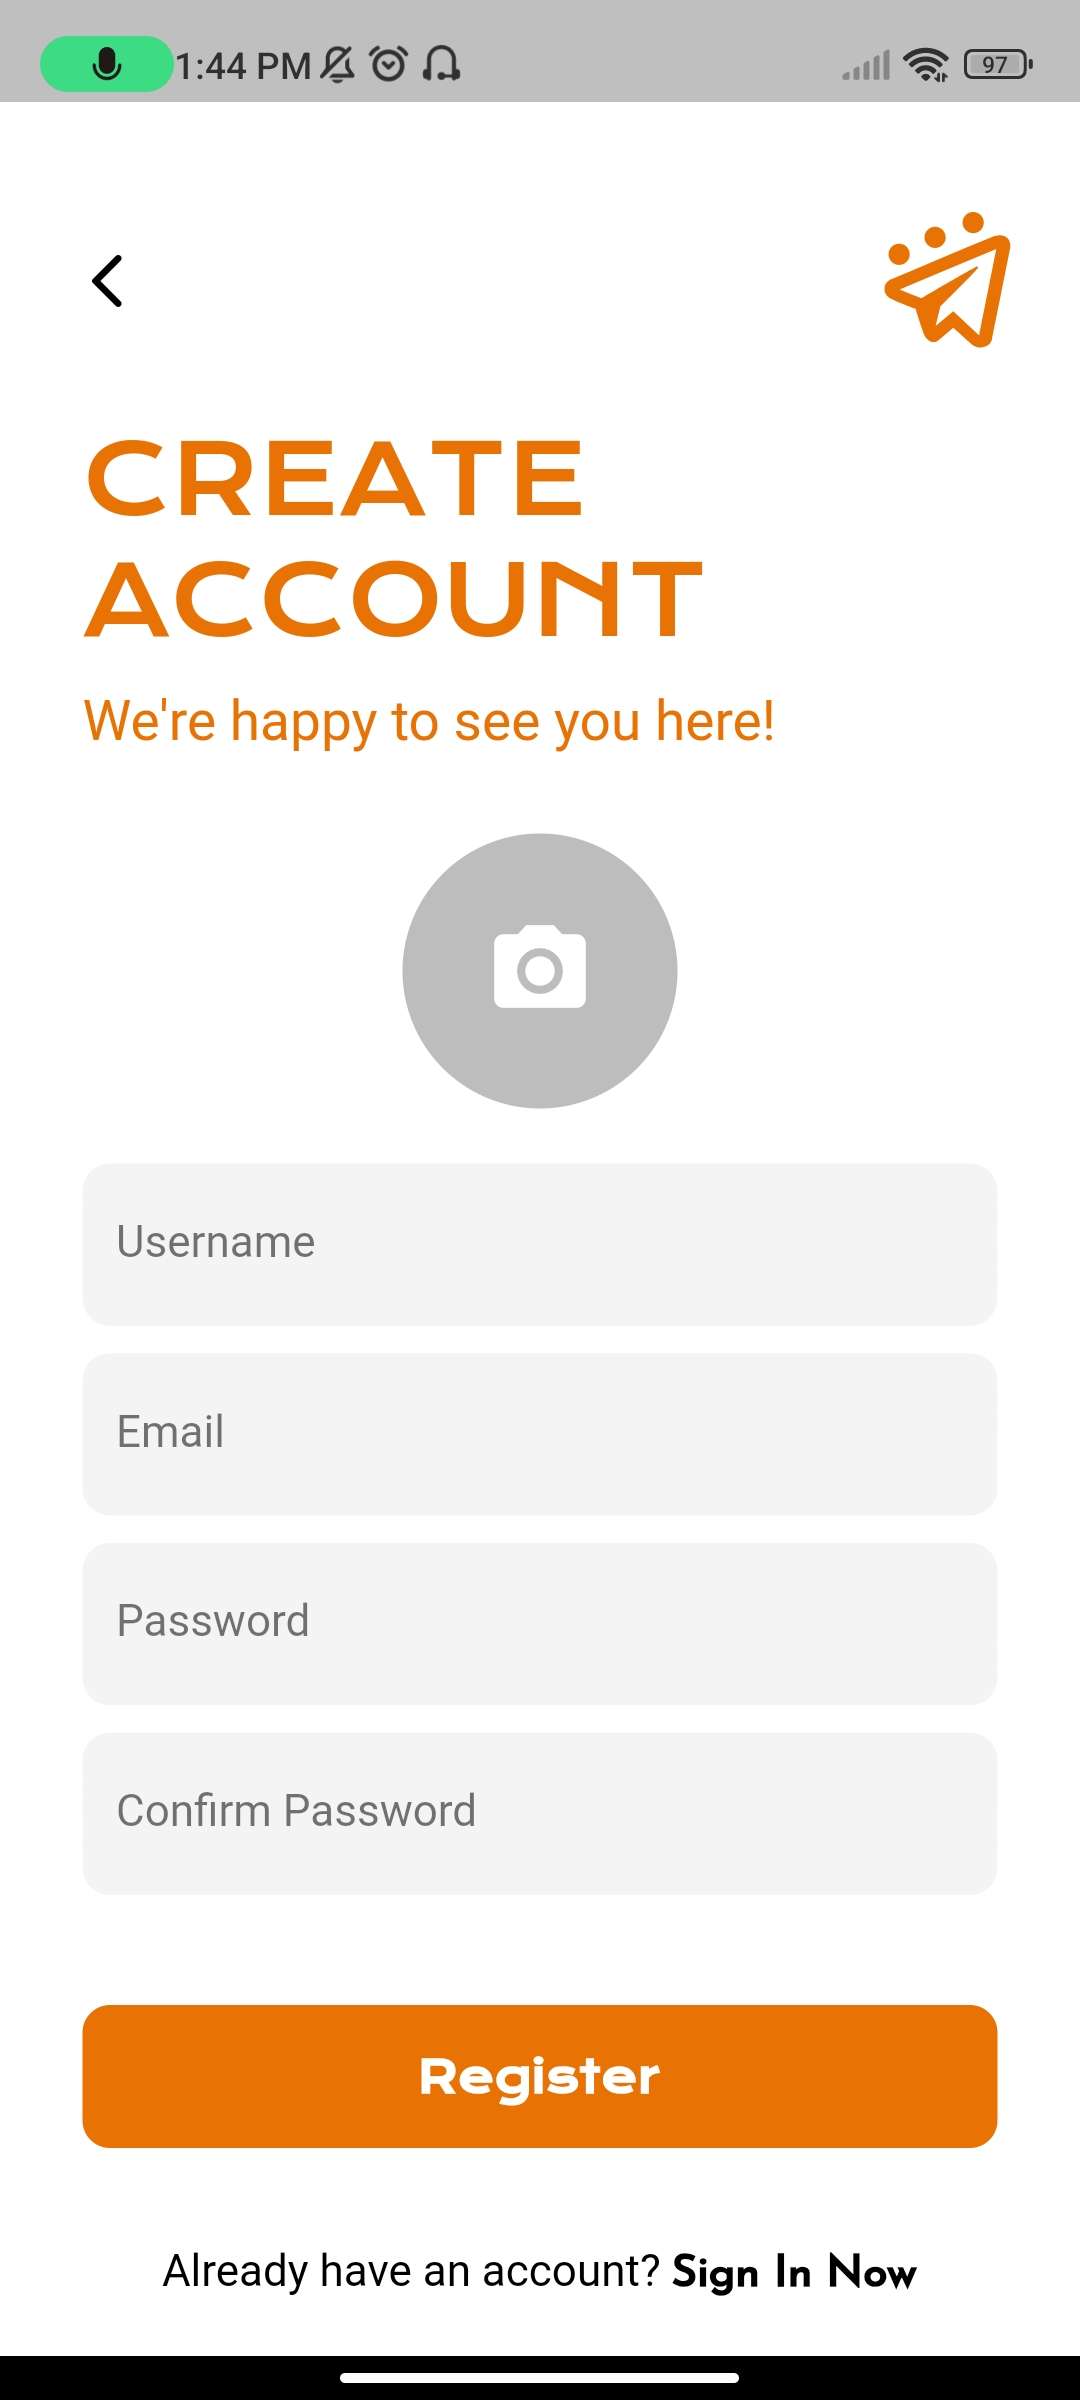 1:44 PM
97
CREATE
ACCOUNT
We're happy to see you here!
Username
Email
Password
Confirm Password
Register
Already have an account? Sign In Now